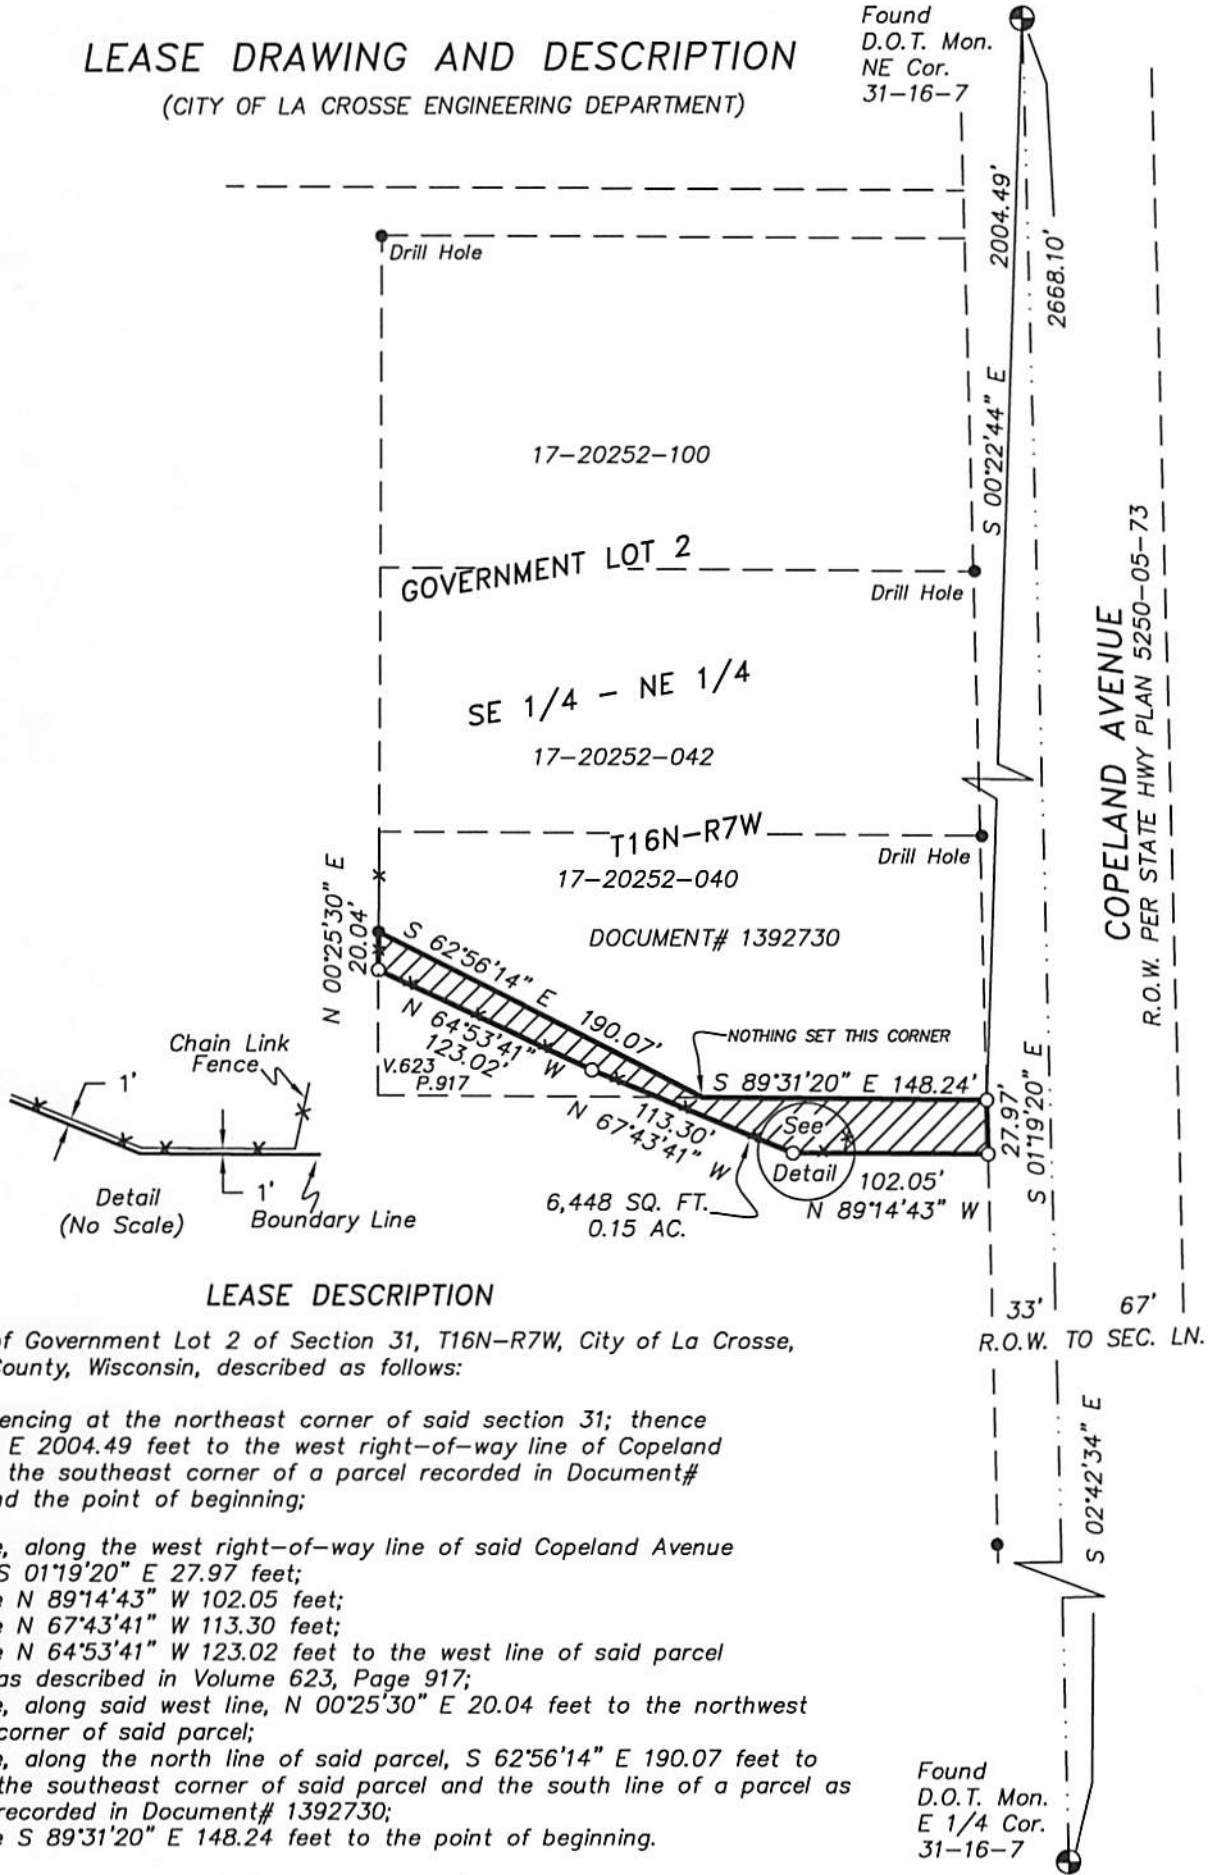 LEASE DRAWING AND DESCRIPTION
(CITY OF LA CROSSE ENGINEERING DEPARTMENT)
Found
D.O.T. Mon.
NE Cor.
31-16-7
2004.49'
2668.10'
Drill Hole
S 00°22'44" E
17-20252-100
GOVERNMENT LOT 2
Drill Hole
COPELAND AVENUE
R.O.W. PER STATE HWY PLAN 5250-05-73
SE 1/4 - NE 1/4
17-20252-042
T16N-R7W
Drill Hole
17-20252-040
DOCUMENT# 1392730
N 00°25'30" E
20.04'
S 62°56'14" E 190.07'
N 64°53'41" W
123.02'
V.623
P.917
NOTHING SET THIS CORNER
S 89°31'20" E 148.24'
27.97'
S 01°19'20" E
113.30'
N 67°43'41" W
See
Detail
102.05'
N 89°14'43" W
6,448 SQ. FT.
0.15 AC.
Chain Link
Fence
1'
1'
Detail
(No Scale)
Boundary Line
33'
67'
R.O.W. TO SEC. LN.
S 02°42'34" E
LEASE DESCRIPTION
of Government Lot 2 of Section 31, T16N-R7W, City of La Crosse,
County, Wisconsin, described as follows:
encing at the northeast corner of said section 31; thence
E 2004.49 feet to the west right-of-way line of Copeland
the southeast corner of a parcel recorded in Document#
nd the point of beginning;
e, along the west right-of-way line of said Copeland Avenue
S 01°19'20" E 27.97 feet;
e N 89°14'43" W 102.05 feet;
e N 67°43'41" W 113.30 feet;
e N 64°53'41" W 123.02 feet to the west line of said parcel
as described in Volume 623, Page 917;
e, along said west line, N 00°25'30" E 20.04 feet to the northwest
corner of said parcel;
e, along the north line of said parcel, S 62°56'14" E 190.07 feet to
the southeast corner of said parcel and the south line of a parcel as
recorded in Document# 1392730;
e S 89°31'20" E 148.24 feet to the point of beginning.
Found
D.O.T. Mon.
E 1/4 Cor.
31-16-7